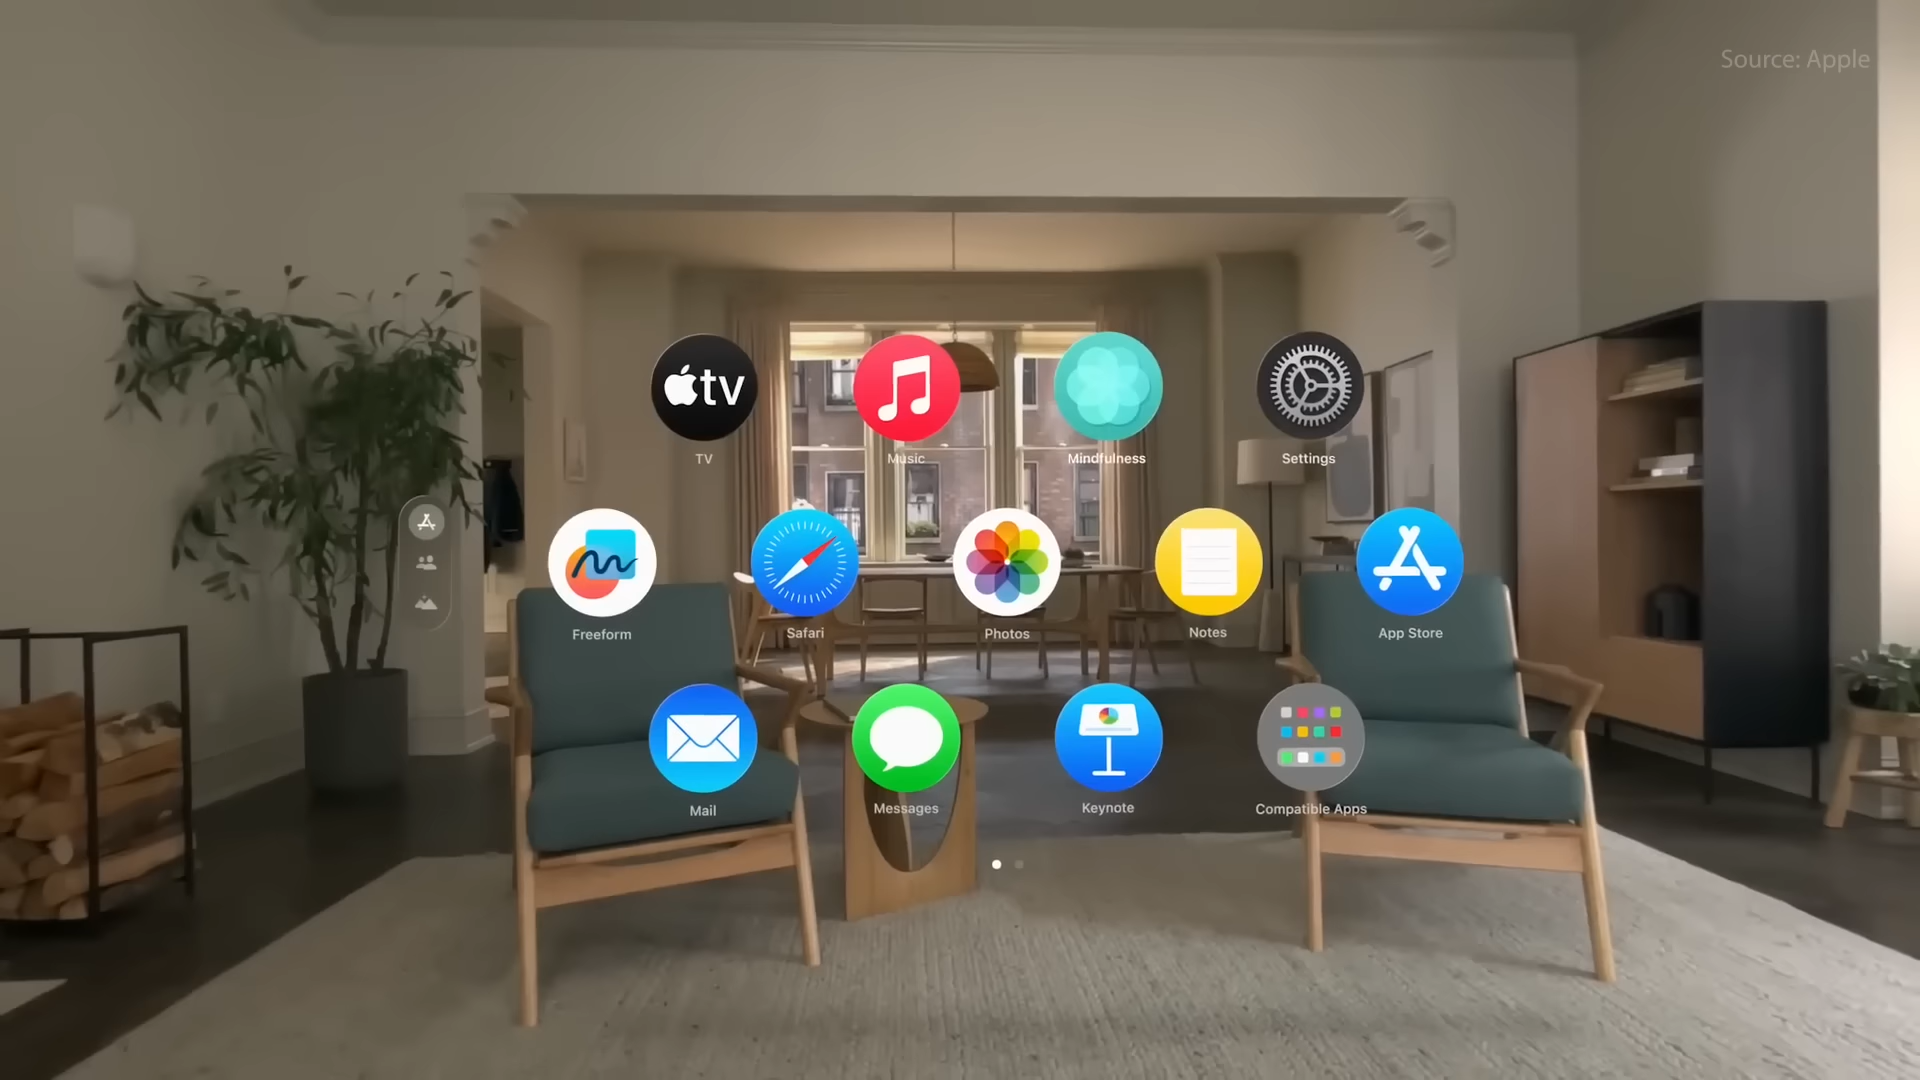 Source: Apple
tv
TV
Music
Mindfulness
Settings
Freeform
Safari
Photos
Notes
App Store
Mail
Messages
Keynote
Compatible Apps